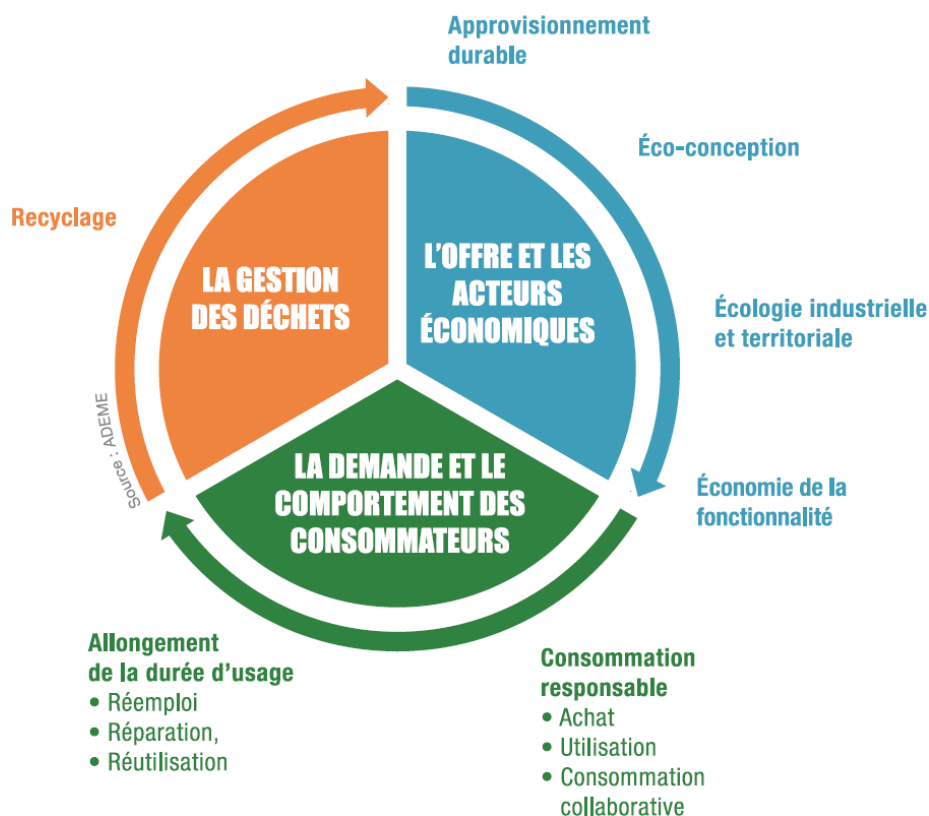 Approvisionnement
durable
Éco-conception
Recyclage
LA GESTION
DES DÉCHETS
L'OFFRE ET LES
ACTEURS
ÉCONOMIQUES
Écologie industrielle
et territoriale
Source : ADEME
LA DEMANDE ET LE
COMPORTEMENT DES
CONSOMMATEURS
Économie de la
fonctionnalité
Allongement
de la durée d'usage
• Réemploi
• Réparation,
• Réutilisation
Consommation
responsable
• Achat
• Utilisation
• Consommation
collaborative